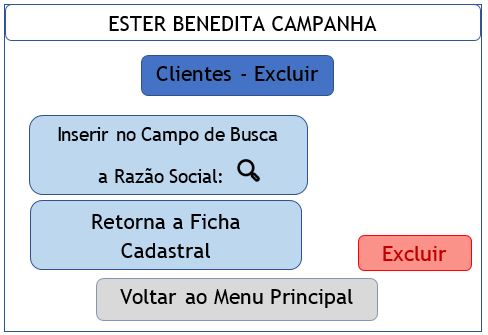 ESTER BENEDITA CAMPANHA
Clientes - Excluir
Inserir no Campo de Busca
a Razão Social:
Retorna a Ficha
Cadastral
Excluir
Voltar ao Menu Principal